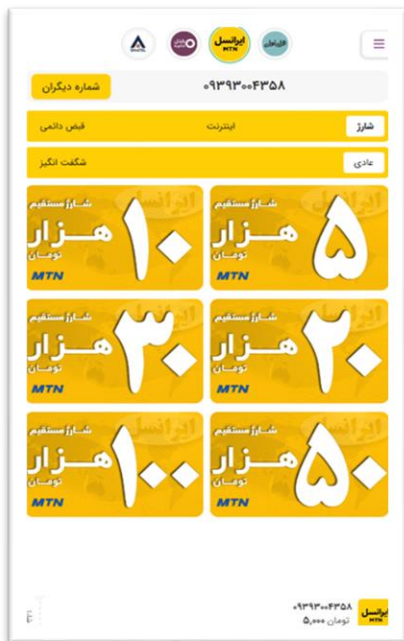 ایرانسل
MTN
۰۹۳۹۳۰۰۴۳۵۸
شماره دیگران
شارژ
اینترنت
قبض دائمی
عادی
شگفت انگیز
شارژ مستقیم
۵
هزار
تومان
MTN
شارژ مستقیم
۱۰
هزار
تومان
MTN
شارژ مستقیم
۲۰
هزار
تومان
MTN
شارژ مستقیم
۳۰
هزار
تومان
MTN
شارژ مستقیم
۵۰
هزار
تومان
MTN
شارژ مستقیم
۱۰۰
هزار
تومان
MTN
ایرانسل
MTN
۰۹۳۹۳۰۰۴۳۵۸
۵,۰۰۰ تومان